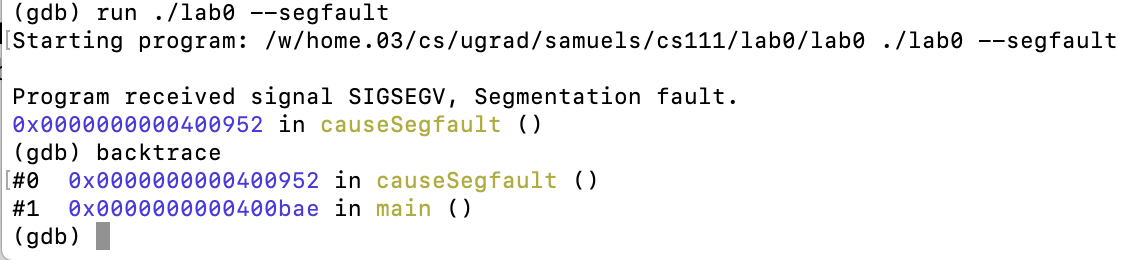 (gdb) run ./lab0 --segfault
[Starting program: /w/home.03/cs/ugrad/samuels/cs111/lab0/lab0 ./lab0 --segfault
Program received signal SIGSEGV, Segmentation fault.
0x0000000000400952 in causeSegfault ()
(gdb) backtrace
[#0  0x0000000000400952 in causeSegfault ()
#1  0x0000000000400bae in main ()
(gdb)